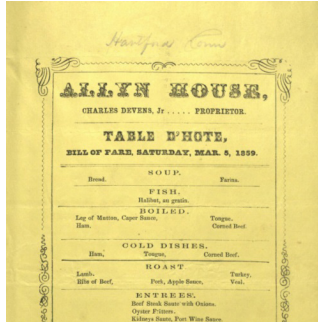 Hartford Conn
ALLYN HOUSE,
CHARLES DEVENS, Jr ..... PROPRIETOR.
TABLE D'HOTE,
BILL OF FARE, SATURDAY, MAR. 5, 1859.
SOUP.
Bread. Farina.
FISH.
Halibut, au gratin.
BOILED.
Leg of Mutton, Caper Sauce, Tongue.
Ham. Corned Beef
COLD DISHES.
Ham, Tongue, Corned Beef.
ROAST
Lamb. Turkey.
Ribs of Beef, Pork, Apple Sauce, Veal.
ENTREES.
Beef Steak Saute with Onions.
Oyster Fritters.
Kidneys Saute, Port Wine Sauce.